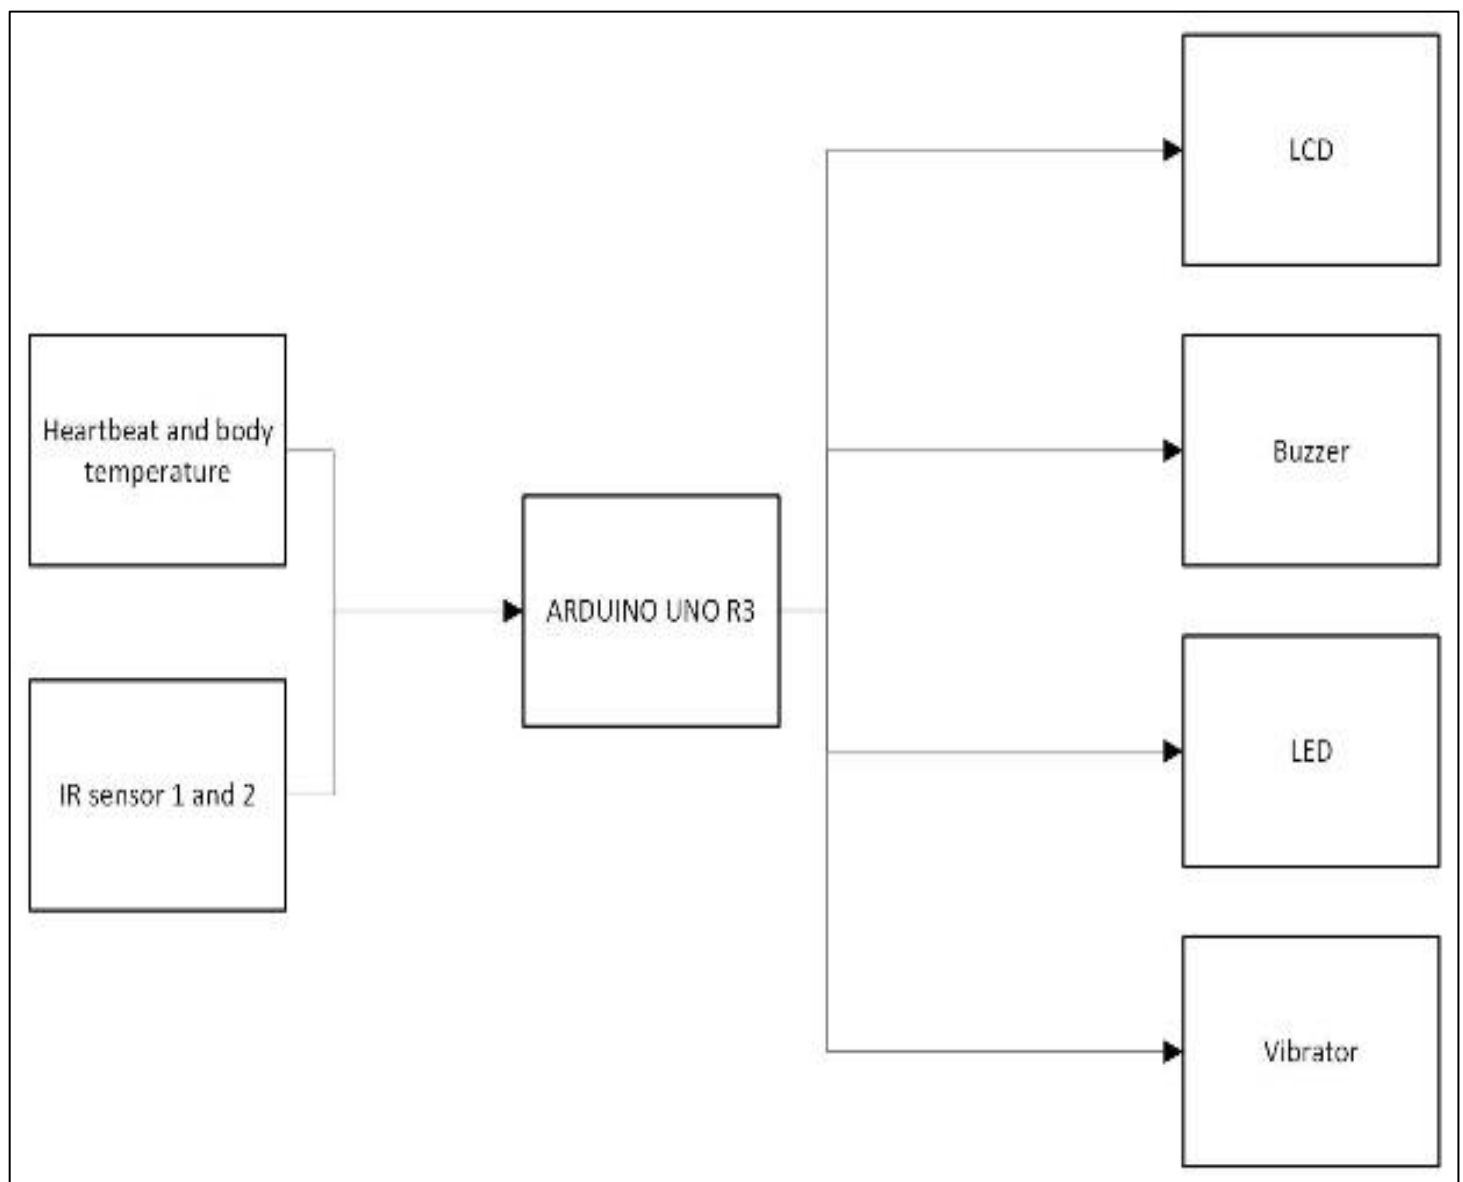 LCD
Heartbeat and body
temperature
Buzzer
ARDUINO UNO R3
LED
IR sensor 1 and 2
Vibrator